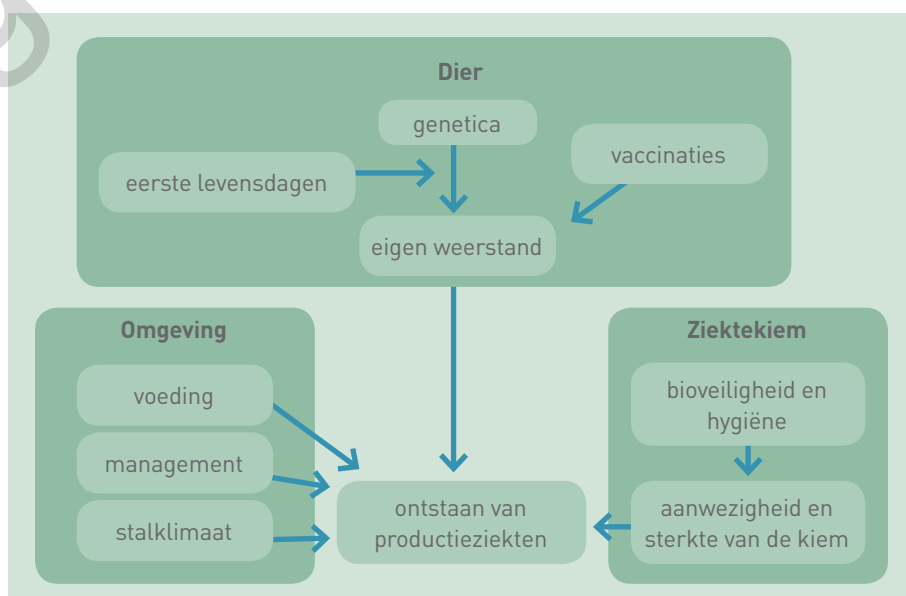 Dier
genetica
vaccinaties
eerste levensdagen
eigen weerstand
Omgeving
voeding
management
stalklimaat
ontstaan van
productieziekten
Ziektekiem
bioveiligheid en
hygiëne
aanwezigheid en
sterkte van de kiem